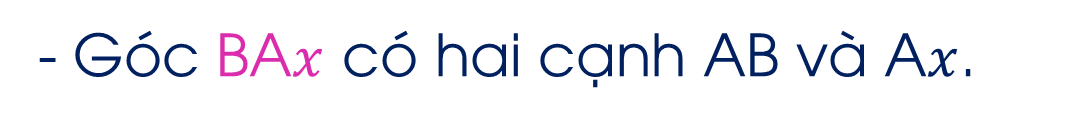 - Góc BAx có hai cạnh AB và Ax.